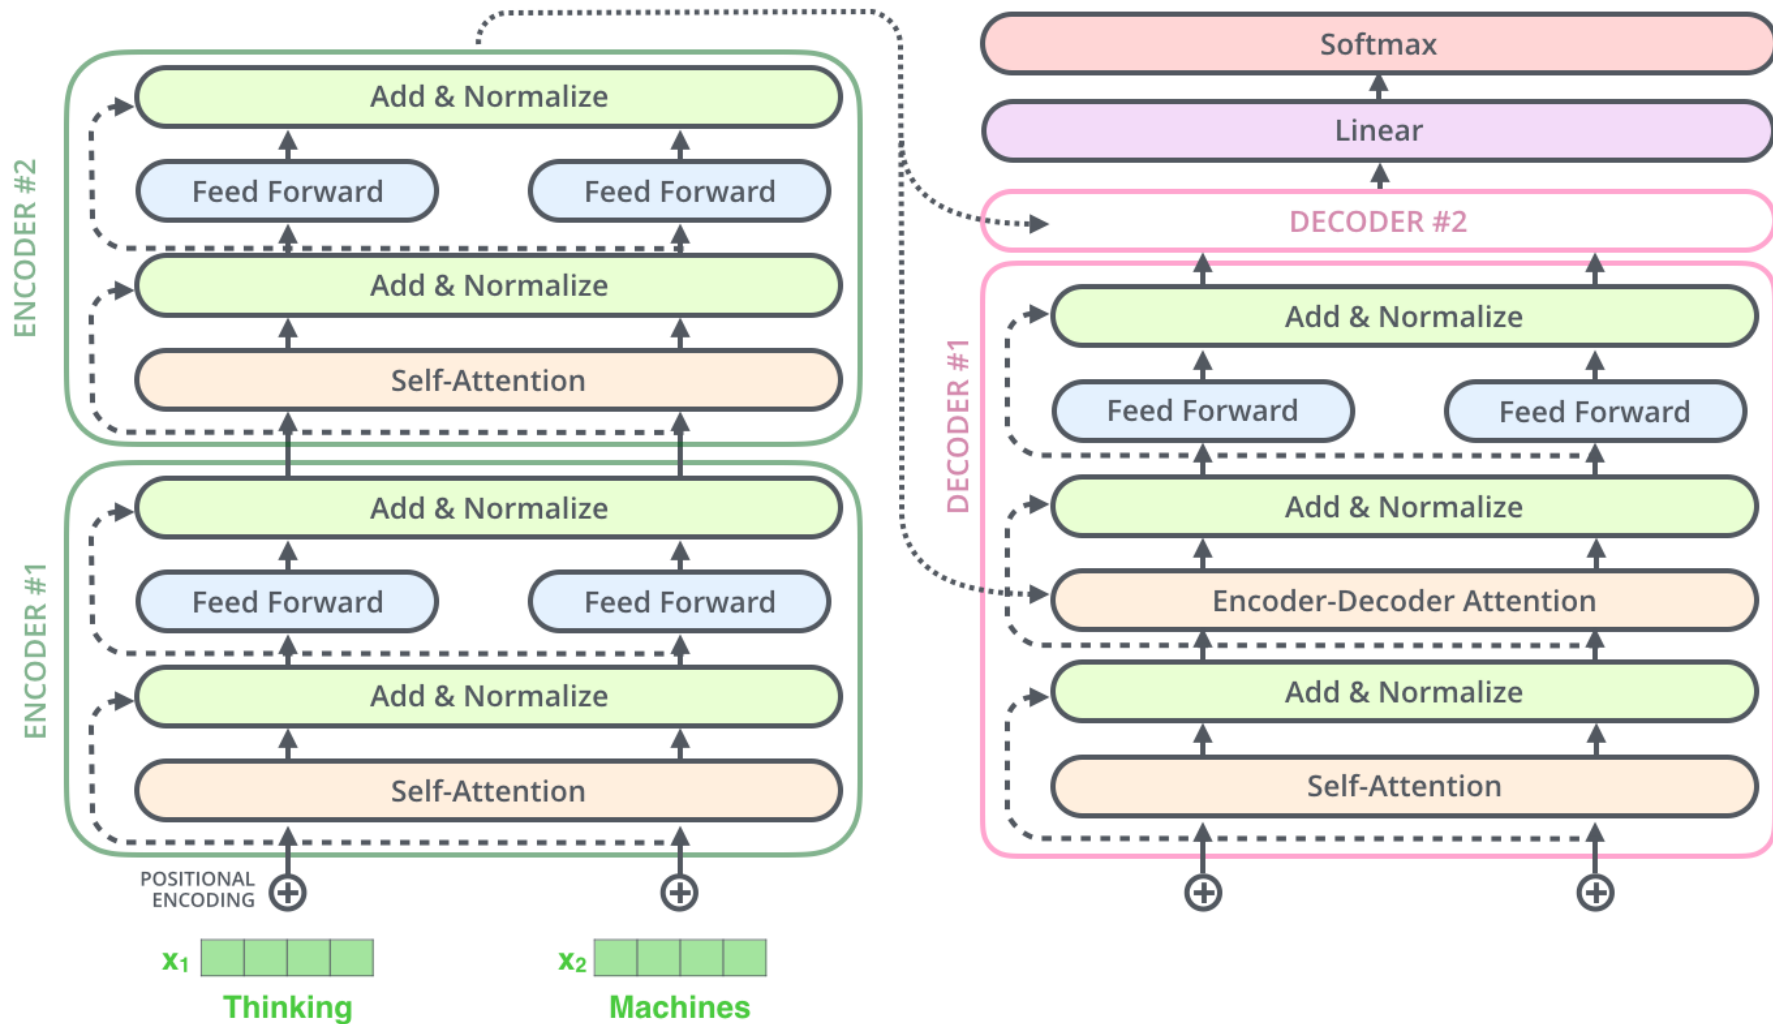 ENCODER #2
Add & Normalize
Feed Forward
Feed Forward
Add & Normalize
Self-Attention
ENCODER #1
Add & Normalize
Feed Forward
Feed Forward
Add & Normalize
Self-Attention
POSITIONAL
ENCODING
x₁
x₂
Thinking
Machines
Softmax
Linear
DECODER #2
DECODER #1
Add & Normalize
Feed Forward
Feed Forward
Add & Normalize
Encoder-Decoder Attention
Add & Normalize
Self-Attention